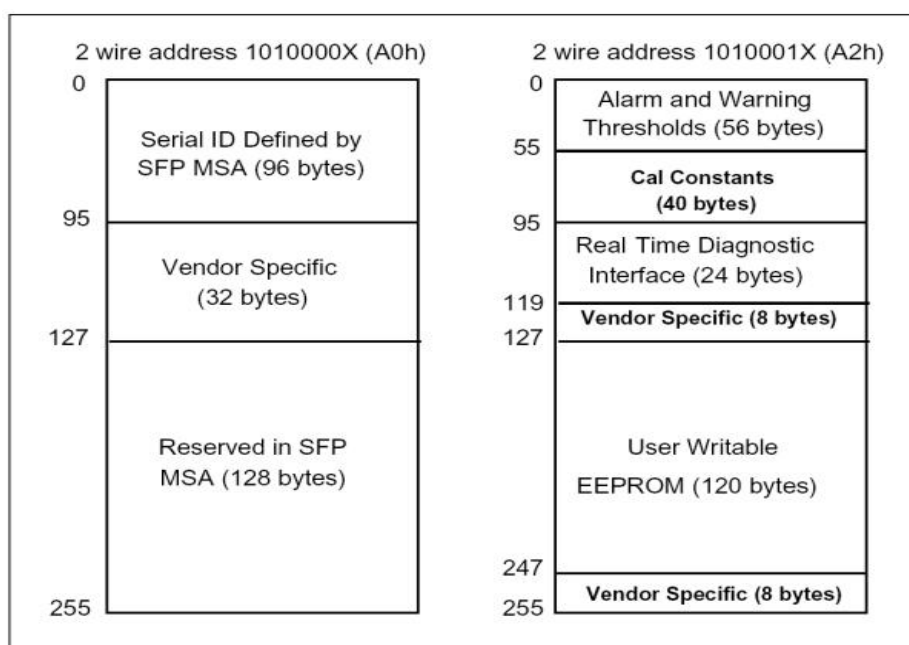 2 wire address 1010000X (A0h)
0
Serial ID Defined by
SFP MSA (96 bytes)
95
Vendor Specific
(32 bytes)
127
Reserved in SFP
MSA (128 bytes)
255
2 wire address 1010001X (A2h)
0
Alarm and Warning
Thresholds (56 bytes)
55
Cal Constants
(40 bytes)
95
Real Time Diagnostic
Interface (24 bytes)
119
Vendor Specific (8 bytes)
127
User Writable
EEPROM (120 bytes)
247
Vendor Specific (8 bytes)
255